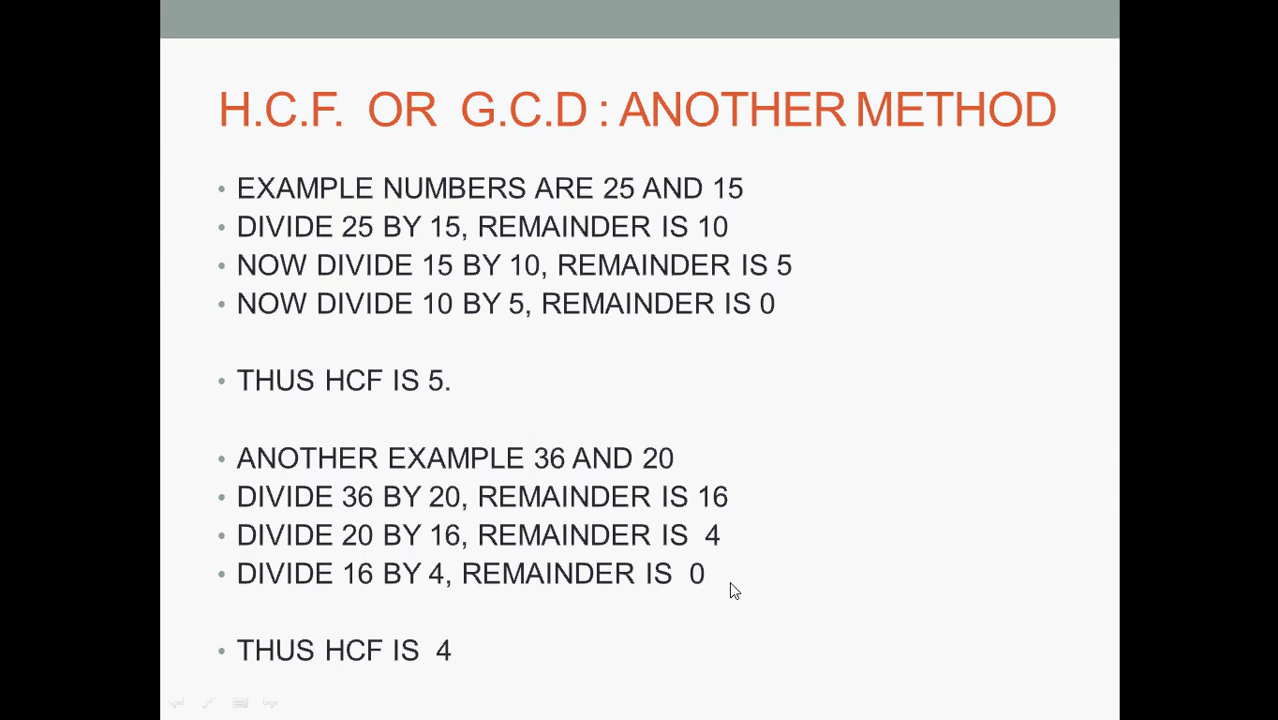 H.C.F. OR G.C.D : ANOTHER METHOD
• EXAMPLE NUMBERS ARE 25 AND 15
• DIVIDE 25 BY 15, REMAINDER IS 10
• NOW DIVIDE 15 BY 10, REMAINDER IS 5
• NOW DIVIDE 10 BY 5, REMAINDER IS 0
• THUS HCF IS 5.
• ANOTHER EXAMPLE 36 AND 20
• DIVIDE 36 BY 20, REMAINDER IS 16
• DIVIDE 20 BY 16, REMAINDER IS 4
• DIVIDE 16 BY 4, REMAINDER IS 0
• THUS HCF IS 4